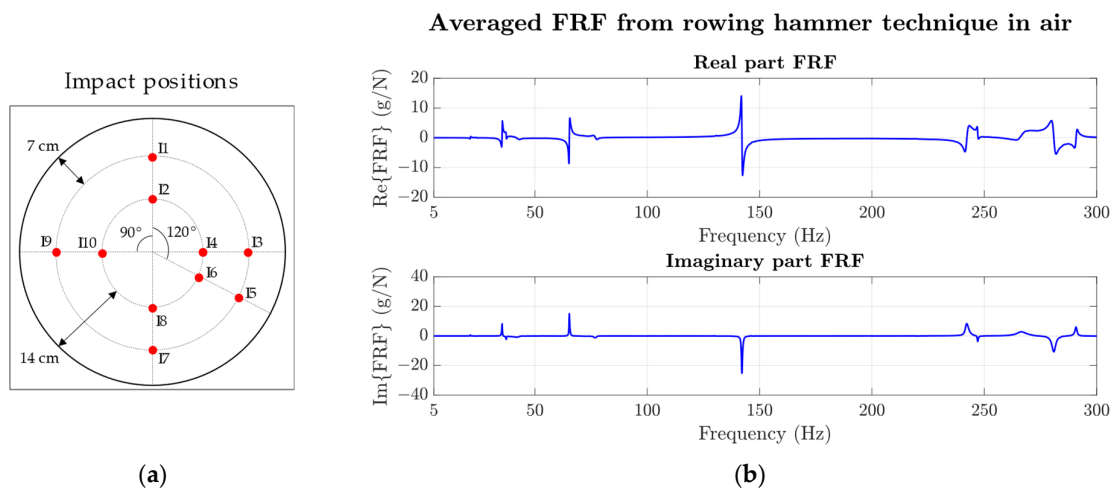 Averaged FRF from rowing hammer technique in air
Impact positions
7 cm
I1
I2
90°
120°
I9
I10
I4
I3
I6
I5
I8
I7
14 cm
(a)
Real part FRF
Re{FRF} (g/N)
20
10
0
−10
−20
5
50
100
150
200
250
300
Frequency (Hz)
Imaginary part FRF
Im{FRF} (g/N)
40
20
0
−20
−40
5
50
100
150
200
250
300
Frequency (Hz)
(b)